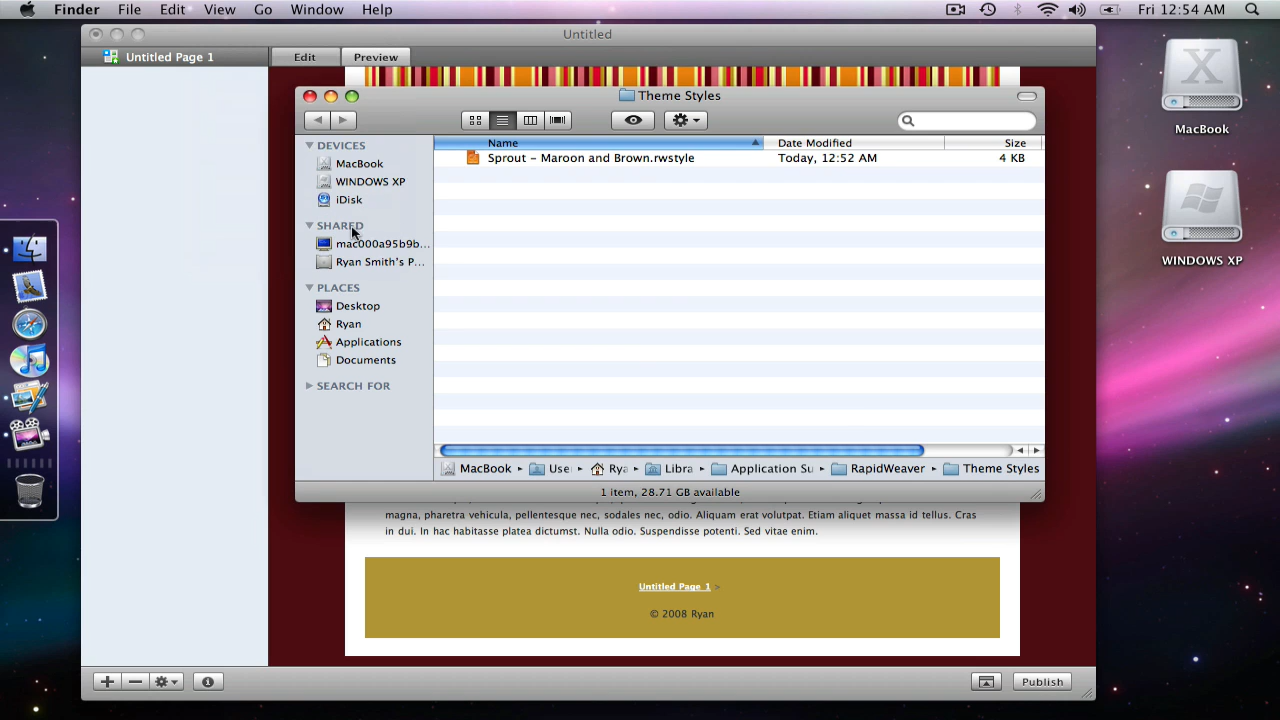 Finder File Edit View Go Window Help Fri 12:54 AM
Untitled
Untitled Page 1 Edit Preview
Theme Styles
DEVICES
MacBook
WINDOWS XP
iDisk
SHARED
mac000a95b9b...
Ryan Smith's P...
PLACES
Desktop
Ryan
Applications
Documents
SEARCH FOR
Name Date Modified Size
Sprout – Maroon and Brown.rwstyle Today, 12:52 AM 4 KB
MacBook Use Rya Libra Application Su RapidWeaver Theme Styles
1 item, 28.71 GB available
magna, pharetra vehicula, pellentesque nec, sodales nec, odio. Aliquam erat volutpat. Etiam aliquet massa id tellus. Cras
in dui. In hac habitasse platea dictumst. Nulla odio. Suspendisse potenti. Sed vitae enim.
Untitled Page 1 >
© 2008 Ryan
Publish
MacBook
WINDOWS XP